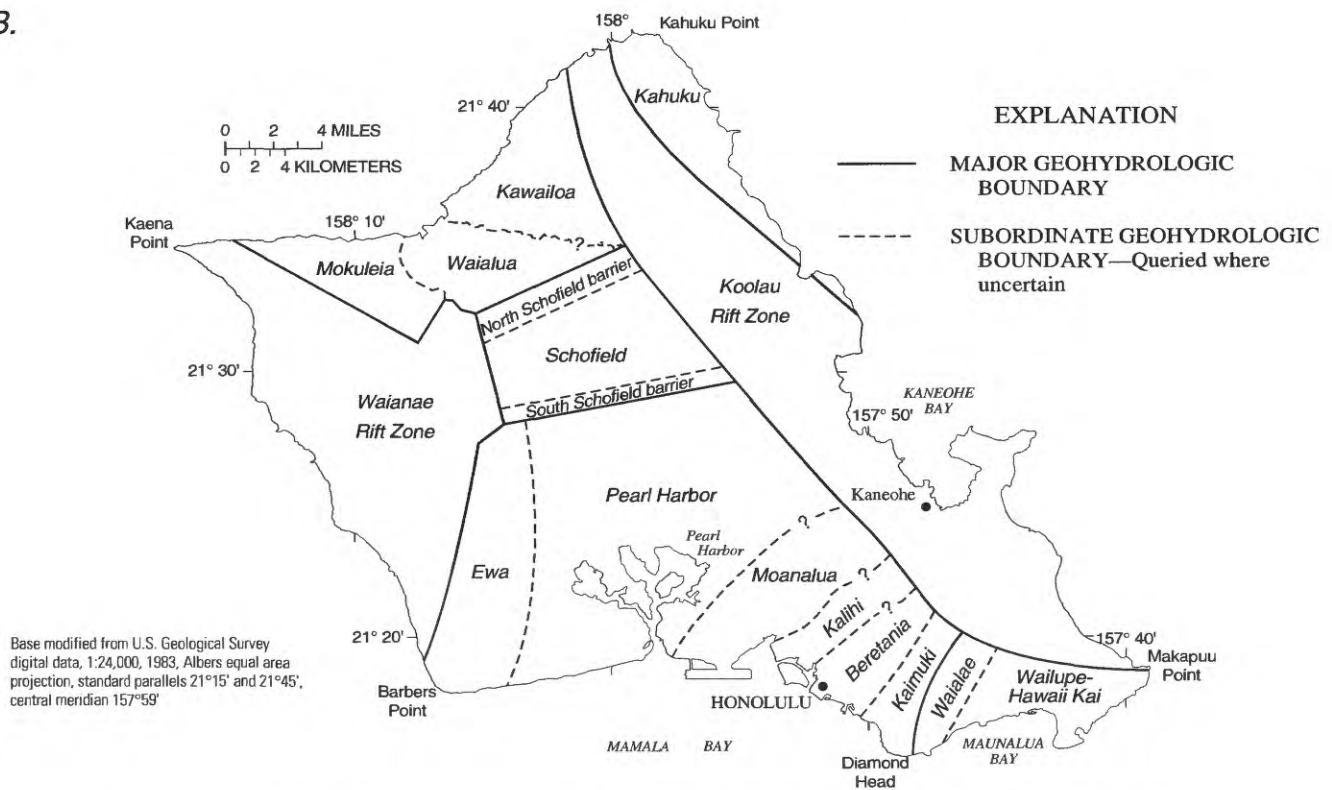 B.
158°
Kahuku Point
21° 40'
Kahuku
0 2 4 MILES
0 2 4 KILOMETERS
EXPLANATION
MAJOR GEOHYDROLOGIC
BOUNDARY
SUBORDINATE GEOHYDROLOGIC
BOUNDARY—Queried where
uncertain
Kawailoa
Kaena
Point
158° 10'
Mokuleia
Waialua
?
North Schofield barrier
Koolau
Rift Zone
Schofield
21° 30'
South Schofield barrier
Waianae
Rift Zone
KANEOHE
BAY
157° 50'
Kaneohe
Pearl Harbor
Pearl
Harbor
?
Moanalua
?
Ewa
Kalihi
?
Beretania
Kaimuki
Waialae
Wailupe-
Hawaii Kai
21° 20'
157° 40'
Makapuu
Point
Base modified from U.S. Geological Survey
digital data, 1:24,000, 1983, Albers equal area
projection, standard parallels 21°15' and 21°45',
central meridian 157°59'
Barbers
Point
HONOLULU
MAMALA BAY
Diamond
Head
MAUNALUA
BAY